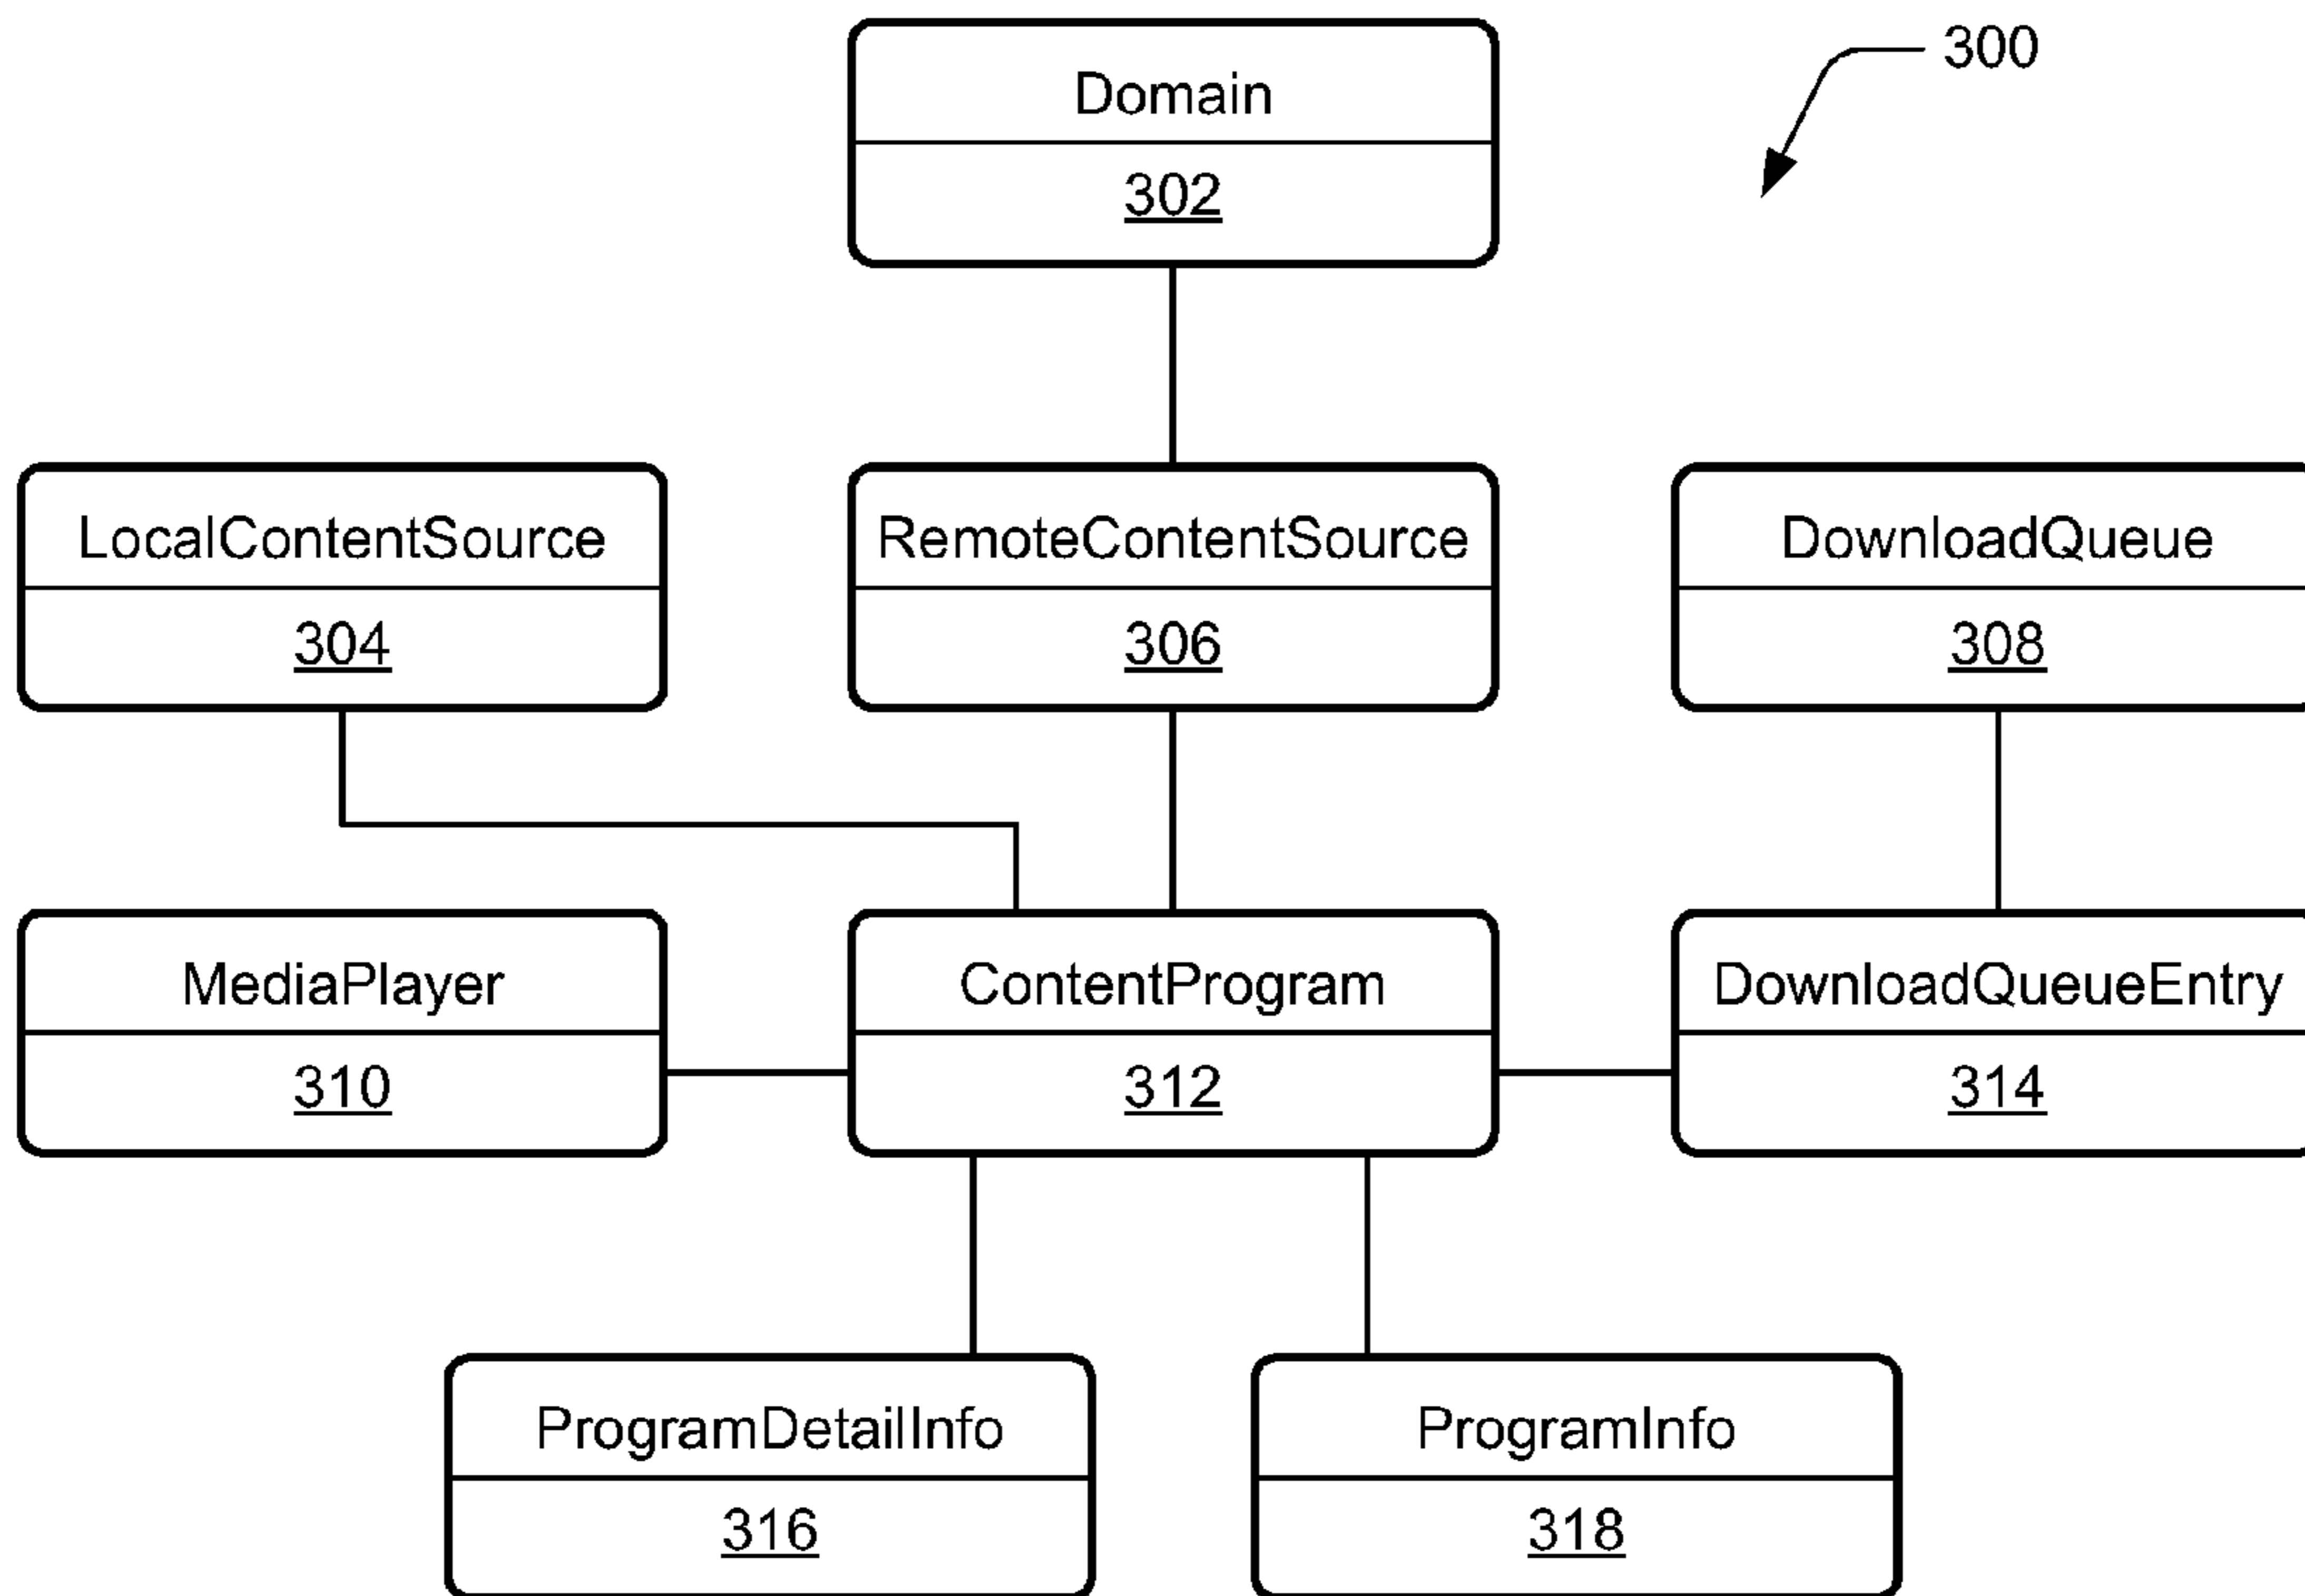 300
Domain
302
LocalContentSource
304
RemoteContentSource
306
DownloadQueue
308
MediaPlayer
310
ContentProgram
312
DownloadQueueEntry
314
ProgramDetailInfo
316
ProgramInfo
318